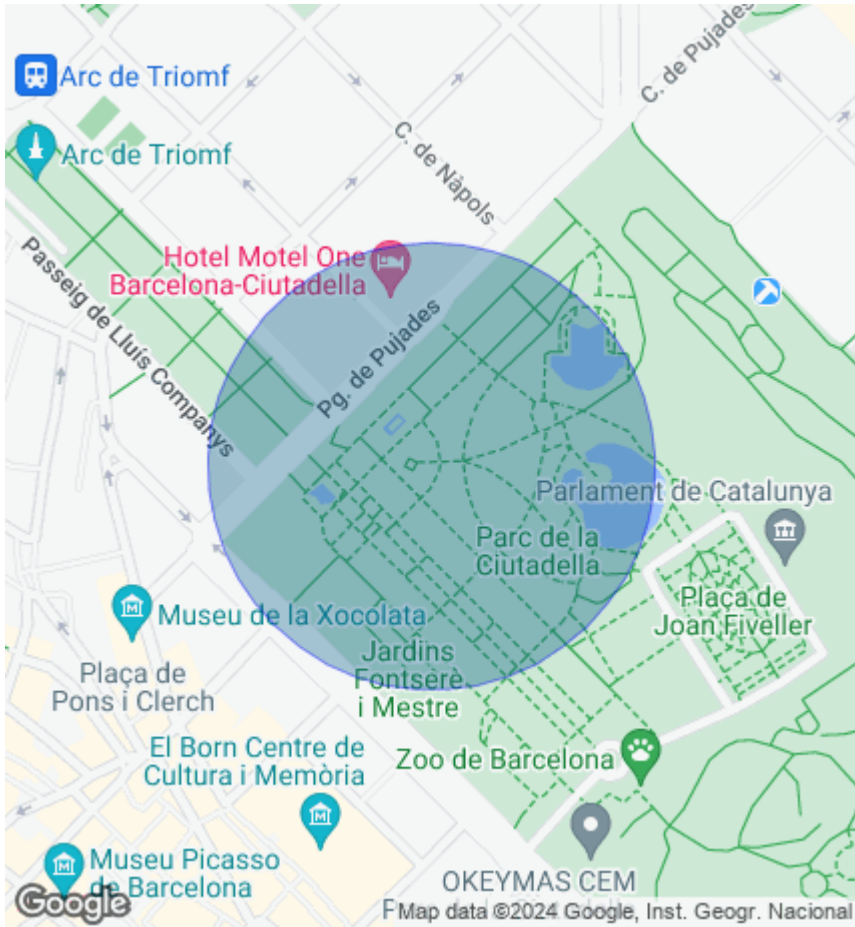 C. de Pujades
Arc de Triomf
Arc de Triomf
C. de Nàpols
Passeig de Lluís Companys
Hotel Motel One
Barcelona-Ciutadella
Pg. de Pujades
Parlament de Catalunya
Parc de la
Ciutadella
Plaça de
Joan Fiveller
Museu de la Xocolata
Jardins
Fontserè
i Mestre
Plaça de
Pons i Clerch
El Born Centre de
Cultura i Memòria
Zoo de Barcelona
Museu Picasso
de Barcelona
OKEYMAS CEM
Google
Map data ©2024 Google, Inst. Geogr. Nacional